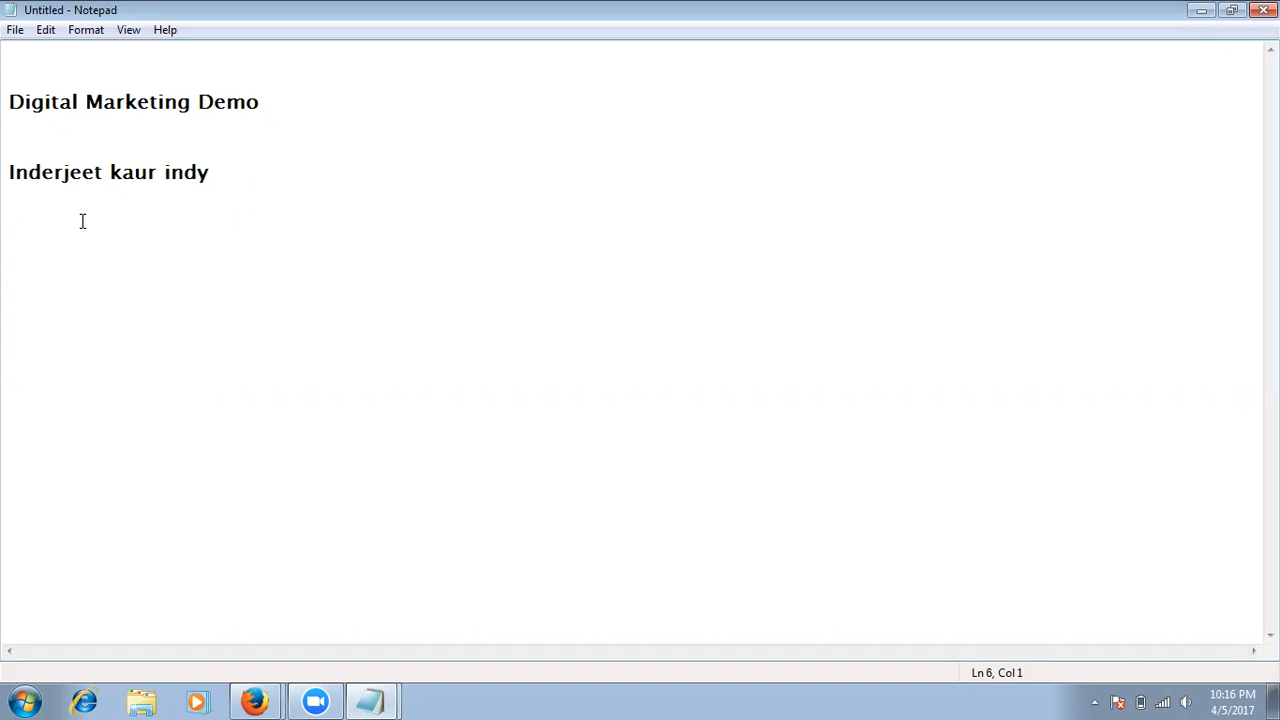 Untitled - Notepad
File Edit Format View Help
Digital Marketing Demo
Inderjeet kaur indy
Ln 6, Col 1
10:16 PM
4/5/2017